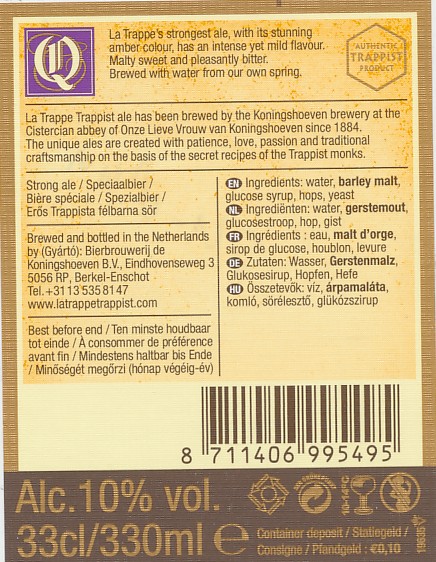 Q
La Trappe's strongest ale, with its stunning
amber colour, has an intense yet mild flavour.
Malty sweet and pleasantly bitter.
Brewed with water from our own spring.
AUTHENTIC
TRAPPIST
PRODUCT
La Trappe Trappist ale has been brewed by the Koningshoeven brewery at the
Cistercian abbey of Onze Lieve Vrouw van Koningshoeven since 1884.
The unique ales are created with patience, love, passion and traditional
craftsmanship on the basis of the secret recipes of the Trappist monks.
Strong ale / Speciaalbier /
Bière spéciale / Spezialbier /
Erős Trappista félbarna sör
Brewed and bottled in the Netherlands
by (Gyártó): Bierbrouwerij de
Koningshoeven B.V., Eindhovenseweg 3
5056 RP, Berkel-Enschot
Tel.+31 13 535 81 47
www.latrappetrappist.com
Best before end / Ten minste houdbaar
tot einde / À consommer de préférence
avant fin / Mindestens haltbar bis Ende
/ Minőségét megőrzi (hónap végéig-év)
EN Ingredients: water, barley malt,
glucose syrup, hops, yeast
NL Ingrediënten: water, gerstemout,
glucosestroop, hop, gist
FR Ingrédients : eau, malt d'orge,
sirop de glucose, houblon, levure
DE Zutaten: Wasser, Gerstenmalz,
Glukosesirup, Hopfen, Hefe
HU Összetevők: víz, árpamaláta,
komló, sörélesztő, glükózszirup
8 711406 995495
Alc.10% vol.
33cl/330ml e
10-14°C
Container deposit / Statiegeld /
Consigne / Pfandgeld : €0,10